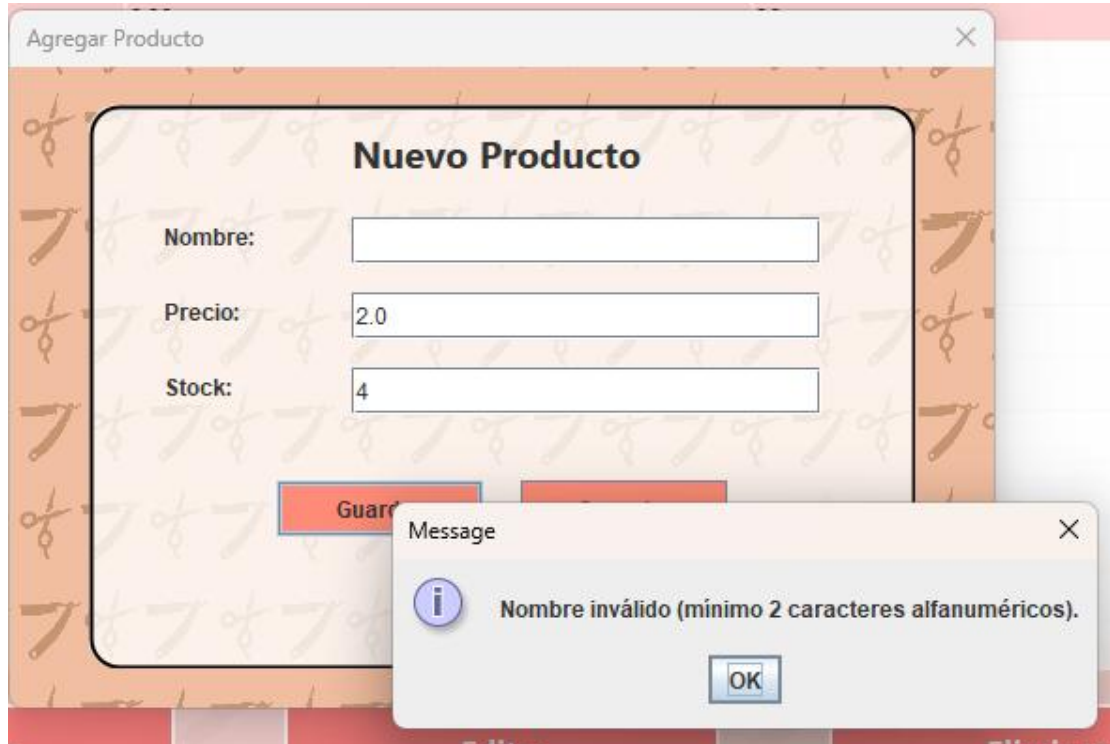 Agregar Producto
Nuevo Producto
Nombre:
Precio:
2.0
Stock:
4
Message
Nombre inválido (mínimo 2 caracteres alfanuméricos).
OK